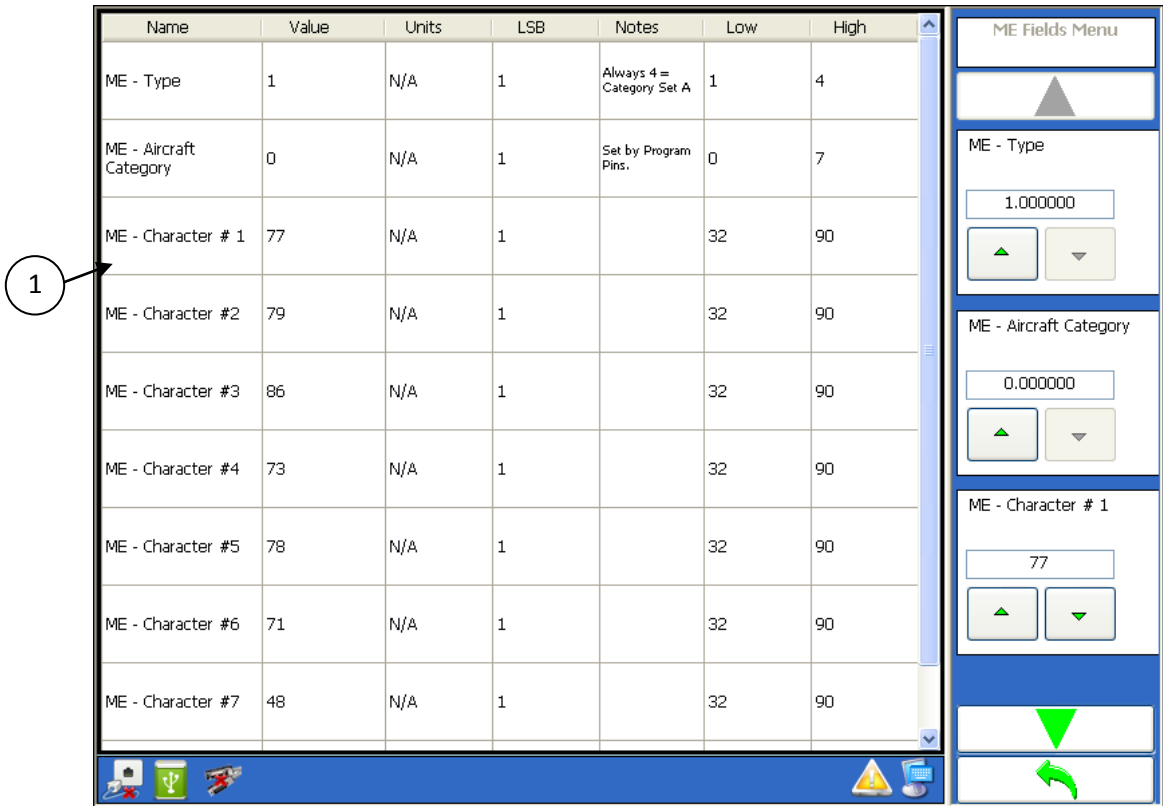 Name Value Units LSB Notes Low High
ME - Type 1 N/A 1 Always 4 = Category Set A 1 4
ME - Aircraft Category 0 N/A 1 Set by Program Pins. 0 7
ME - Character # 1 77 N/A 1 32 90
ME - Character #2 79 N/A 1 32 90
ME - Character #3 86 N/A 1 32 90
ME - Character #4 73 N/A 1 32 90
ME - Character #5 78 N/A 1 32 90
ME - Character #6 71 N/A 1 32 90
ME - Character #7 48 N/A 1 32 90
1
ME Fields Menu
ME - Type
1.000000
ME - Aircraft Category
0.000000
ME - Character # 1
77